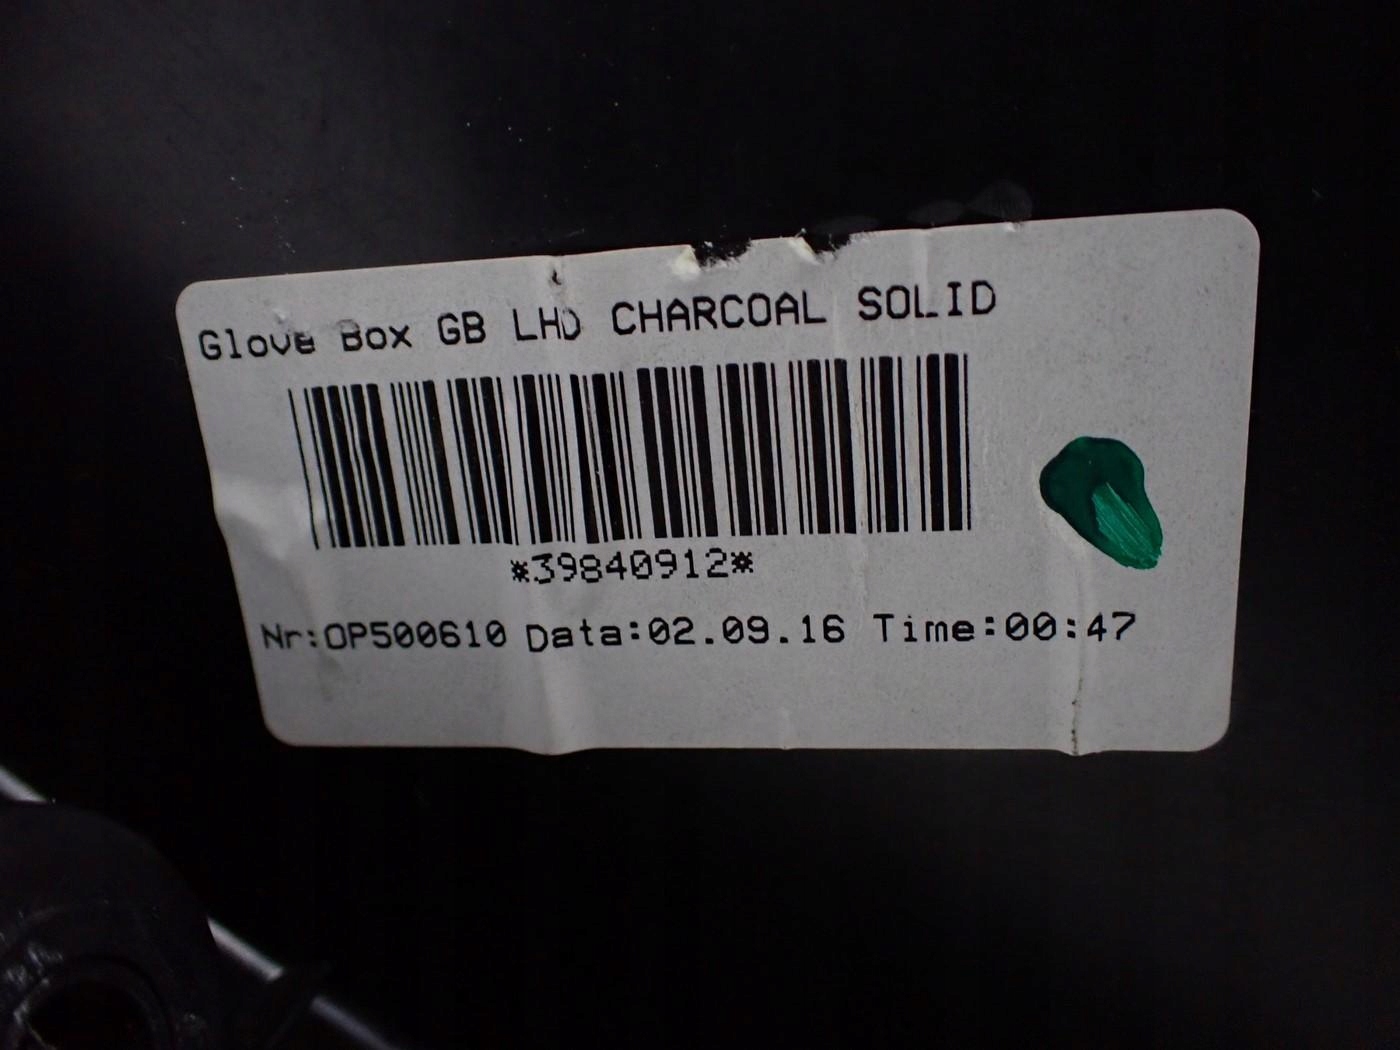 Glove Box GB LHD CHARCOAL SOLID
*39840912*
Nr:OP500610 Data:02.09.16 Time:00:47